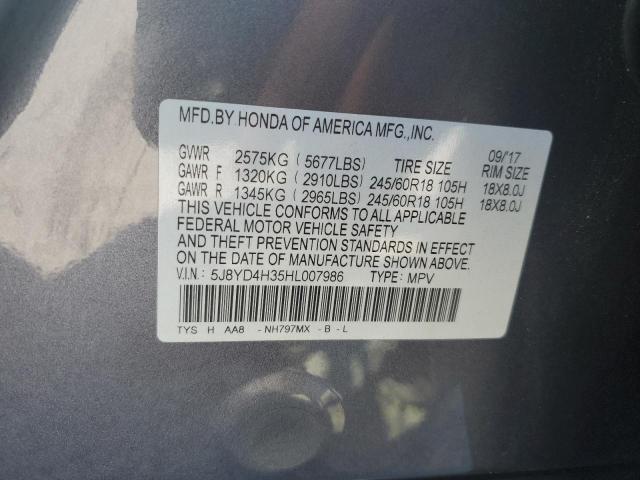 MFD.BY HONDA OF AMERICA MFG.,INC.
09/'17
GVWR 2575KG ( 5677LBS) TIRE SIZE RIM SIZE
GAWR F 1320KG ( 2910LBS) 245/60R18 105H 18X8.0J
GAWR R 1345KG ( 2965LBS) 245/60R18 105H 18X8.0J
THIS VEHICLE CONFORMS TO ALL APPLICABLE
FEDERAL MOTOR VEHICLE SAFETY
AND THEFT PREVENTION STANDARDS IN EFFECT
ON THE DATE OF MANUFACTURE SHOWN ABOVE.
V.I.N.: 5J8YD4H35HL007986 TYPE: MPV
TYS H AA8 - NH797MX - B - L